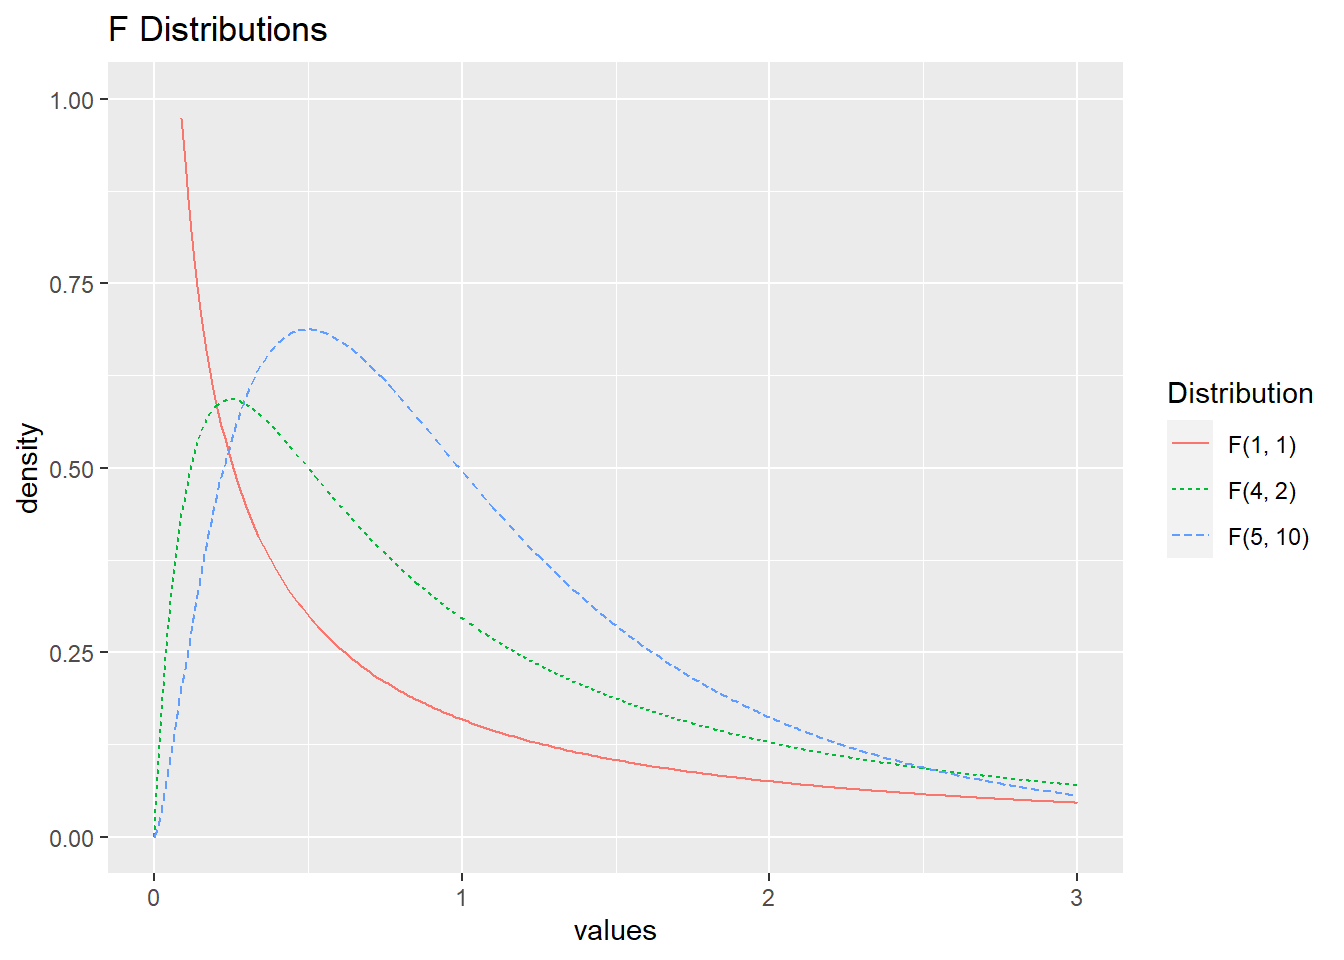 F Distributions
1.00
0.75
0.50
0.25
0.00
density
0
1
2
3
values
Distribution
F(1, 1)
F(4, 2)
F(5, 10)